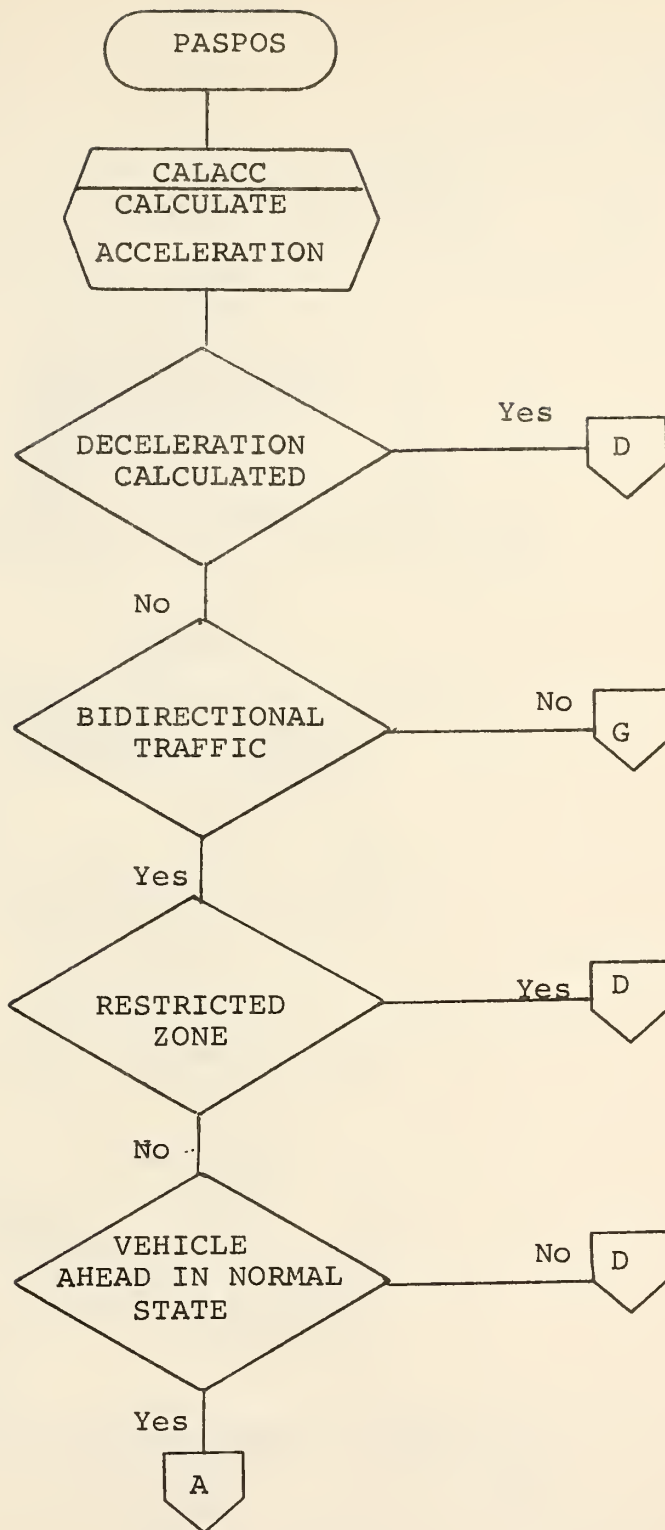 PASPOS
CALACC
CALCULATE
ACCELERATION
DECELERATION
CALCULATED
Yes
D
No
BIDIRECTIONAL
TRAFFIC
No
G
Yes
RESTRICTED
ZONE
Yes
D
No
VEHICLE
AHEAD IN NORMAL
STATE
No
D
Yes
A